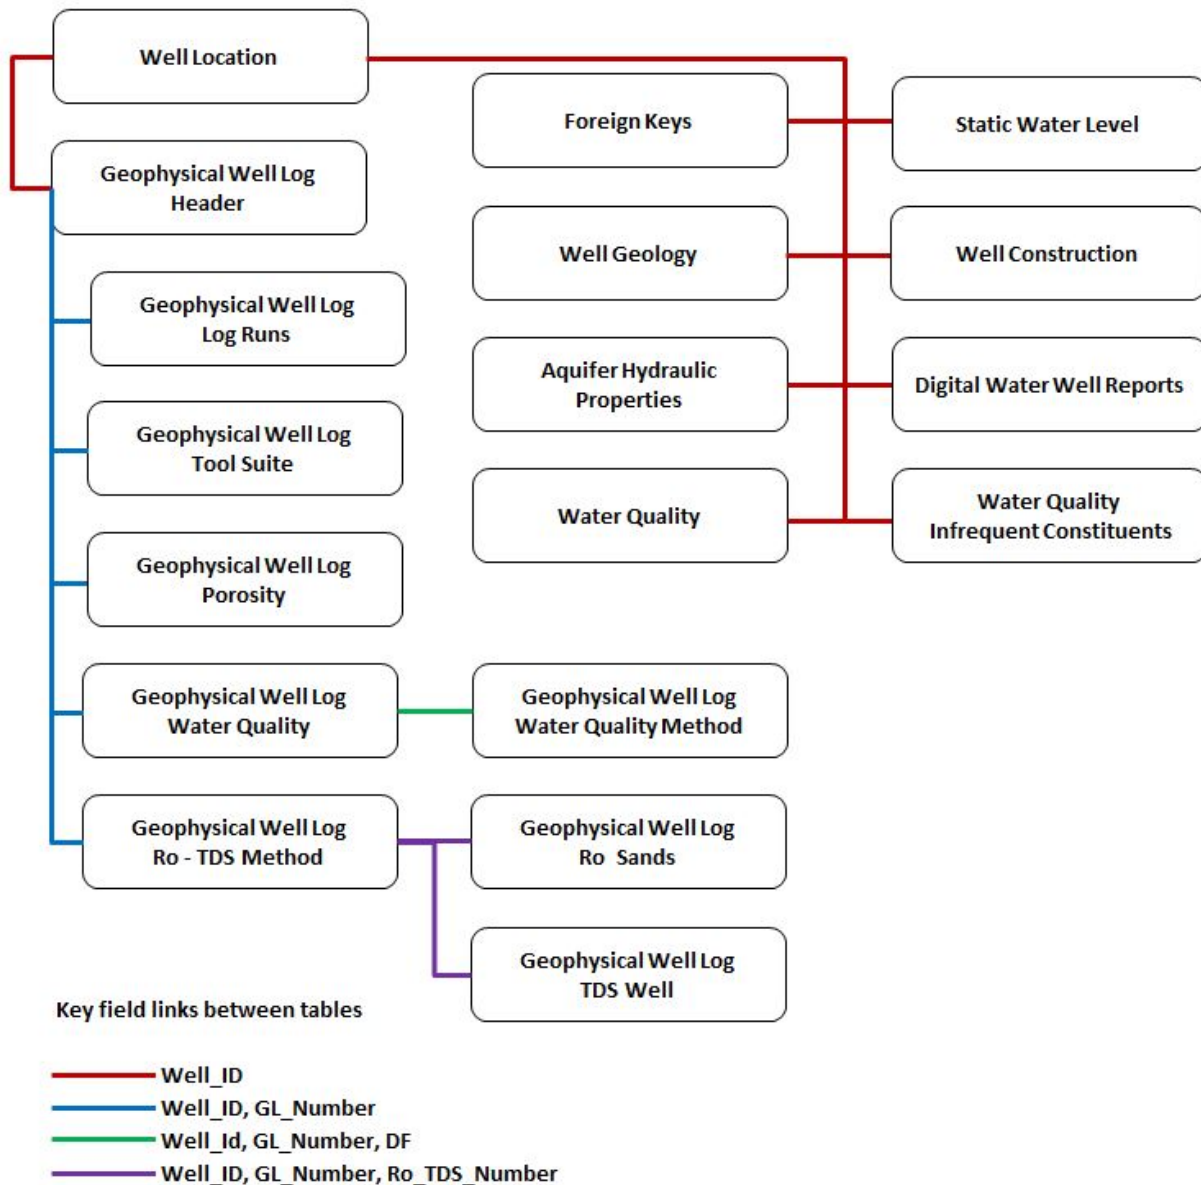 Well Location
Foreign Keys
Static Water Level
Geophysical Well Log
Header
Well Geology
Well Construction
Geophysical Well Log
Log Runs
Aquifer Hydraulic
Properties
Digital Water Well Reports
Geophysical Well Log
Tool Suite
Water Quality
Water Quality
Infrequent Constituents
Geophysical Well Log
Porosity
Geophysical Well Log
Water Quality
Geophysical Well Log
Water Quality Method
Geophysical Well Log
Ro - TDS Method
Geophysical Well Log
Ro Sands
Geophysical Well Log
TDS Well
Key field links between tables
Well_ID
Well_ID, GL_Number
Well_Id, GL_Number, DF
Well_ID, GL_Number, Ro_TDS_Number